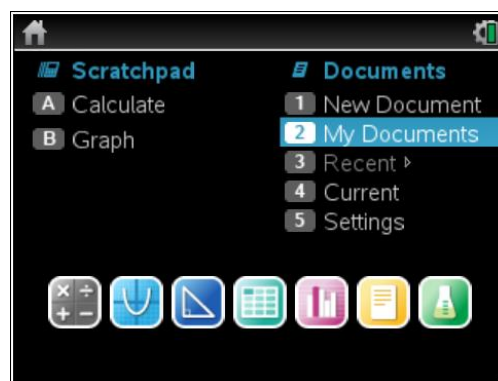 Scratchpad
A Calculate
B Graph
Documents
1 New Document
2 My Documents
3 Recent ▹
4 Current
5 Settings